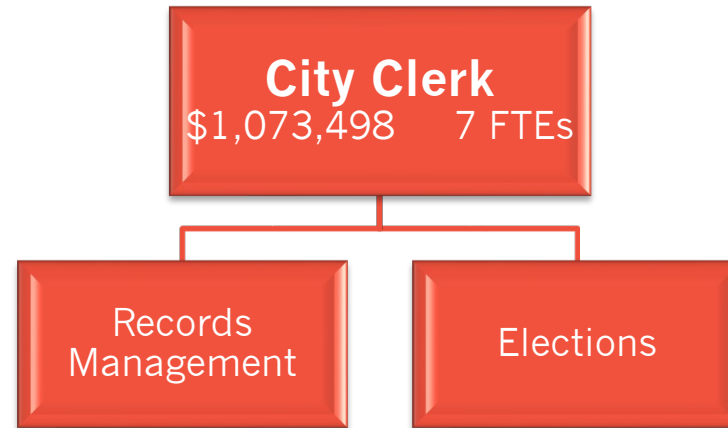 City Clerk
$1,073,498 7 FTEs
Records
Management
Elections